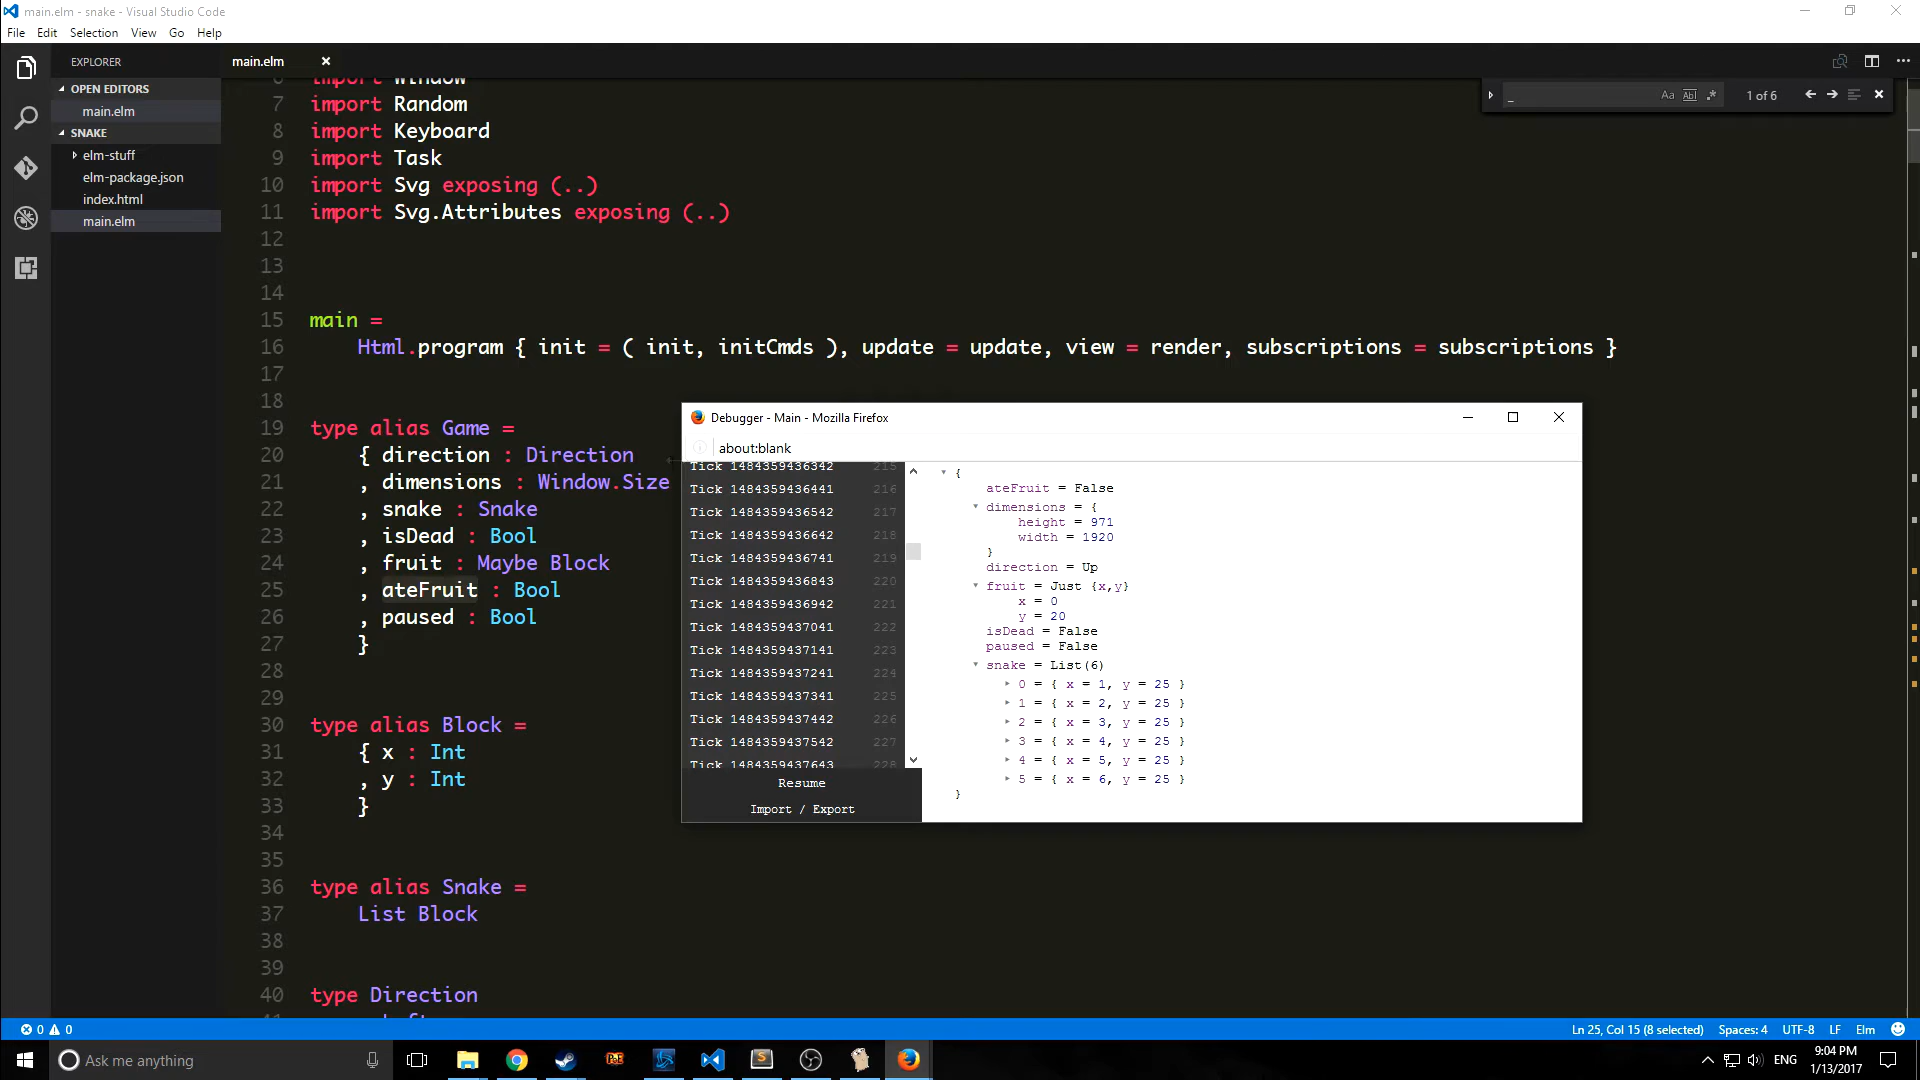 main.elm - snake - Visual Studio Code
File Edit Selection View Go Help
EXPLORER
OPEN EDITORS
main.elm
SNAKE
elm-stuff
elm-package.json
index.html
main.elm
main.elm
_
Aa Abl .* 1 of 6
6 import Window
7 import Random
8 import Keyboard
9 import Task
10 import Svg exposing (..)
11 import Svg.Attributes exposing (..)
12
13
14
15 main =
16 Html.program { init = ( init, initCmds ), update = update, view = render, subscriptions = subscriptions }
17
18
19 type alias Game =
20 { direction : Direction
21 , dimensions : Window.Size
22 , snake : Snake
23 , isDead : Bool
24 , fruit : Maybe Block
25 , ateFruit : Bool
26 , paused : Bool
27 }
28
29
30 type alias Block =
31 { x : Int
32 , y : Int
33 }
34
35
36 type alias Snake =
37 List Block
38
39
40 type Direction
Debugger - Main - Mozilla Firefox
about:blank
Tick 1484359436342 215
Tick 1484359436441 216
Tick 1484359436542 217
Tick 1484359436642 218
Tick 1484359436741 219
Tick 1484359436843 220
Tick 1484359436942 221
Tick 1484359437041 222
Tick 1484359437141 223
Tick 1484359437241 224
Tick 1484359437341 225
Tick 1484359437442 226
Tick 1484359437542 227
Tick 1484359437643 228
Resume
Import / Export
{
ateFruit = False
dimensions = {
height = 971
width = 1920
}
direction = Up
fruit = Just {x,y}
x = 0
y = 20
isDead = False
paused = False
snake = List(6)
0 = { x = 1, y = 25 }
1 = { x = 2, y = 25 }
2 = { x = 3, y = 25 }
3 = { x = 4, y = 25 }
4 = { x = 5, y = 25 }
5 = { x = 6, y = 25 }
}
0 0
Ln 25, Col 15 (8 selected) Spaces: 4 UTF-8 LF Elm
Ask me anything
PoE
S
ENG
9:04 PM
1/13/2017